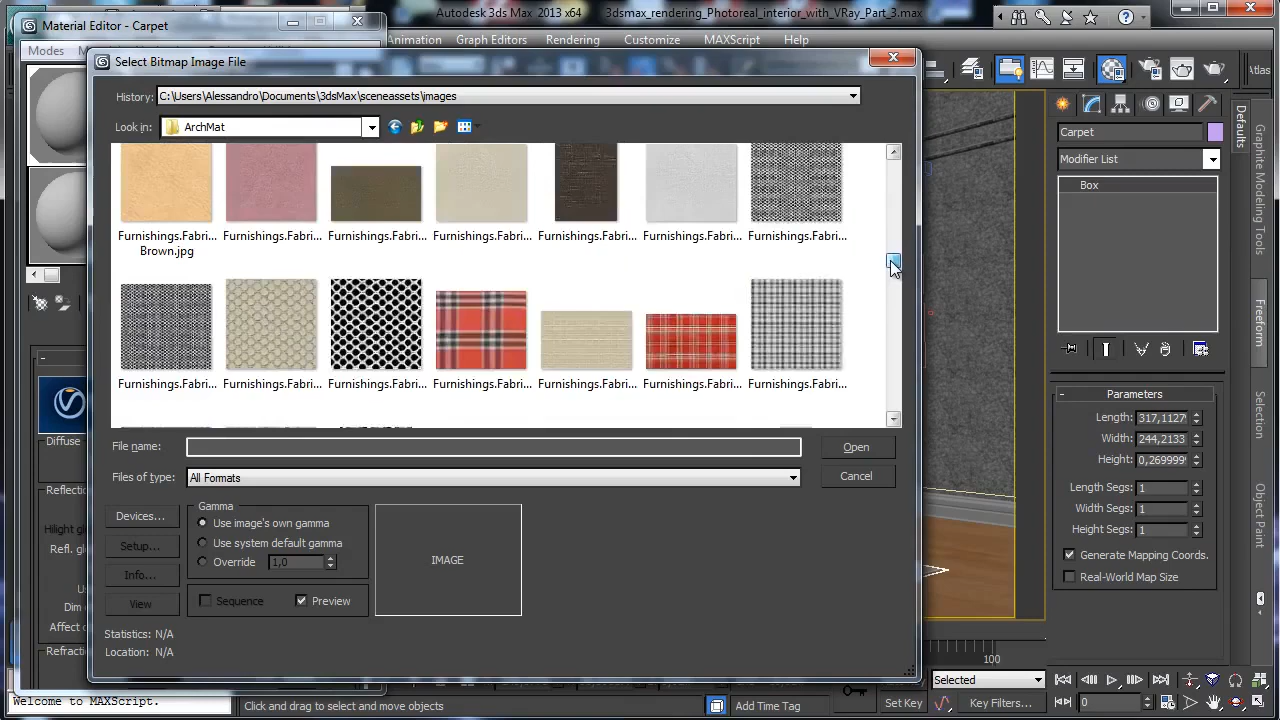 Material Editor - Carpet
Autodesk 3ds Max 2013 x64
3dsmax_rendering_Photoreal_interior_with_VRay_Part_3.max
Modes
Animation
Graph Editors
Rendering
Customize
MAXScript
Help
Select Bitmap Image File
History:
C:\Users\Alessandro\Documents\3dsMax\sceneassets\images
Look in:
ArchMat
Atlas
Defaults
Graphite Modeling Tools
Freeform
Selection
Object Paint
Carpet
Modifier List
Box
Furnishings.Fabri...
Brown.jpg
Furnishings.Fabri...
Furnishings.Fabri...
Furnishings.Fabri...
Furnishings.Fabri...
Furnishings.Fabri...
Furnishings.Fabri...
Furnishings.Fabri...
Furnishings.Fabri...
Furnishings.Fabri...
Furnishings.Fabri...
Furnishings.Fabri...
Furnishings.Fabri...
Furnishings.Fabri...
File name:
Open
Files of type:
All Formats
Cancel
Devices...
Setup...
Info...
View
Gamma
Use image's own gamma
Use system default gamma
Override
1,0
Sequence
Preview
IMAGE
Statistics: N/A
Location: N/A
Diffuse
Reflection
Hilight gl
Refl. gl
Dim
Affect
Refraction
Parameters
Length: 317,1127
Width: 244,2133
Height: 0,269999
Length Segs: 1
Width Segs: 1
Height Segs: 1
Generate Mapping Coords.
Real-World Map Size
100
Welcome to MAXScript.
Click and drag to select and move objects
Add Time Tag
Selected
Set Key
Key Filters...
0